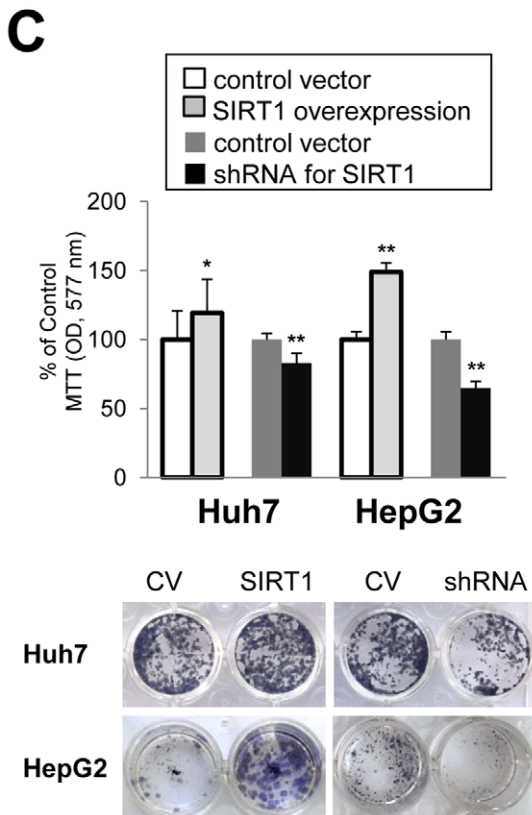 C
control vector
SIRT1 overexpression
control vector
shRNA for SIRT1
% of Control
MTT (OD, 577 nm)
200
150
100
50
0
*
**
**
**
Huh7
HepG2
CV
SIRT1
CV
shRNA
Huh7
HepG2